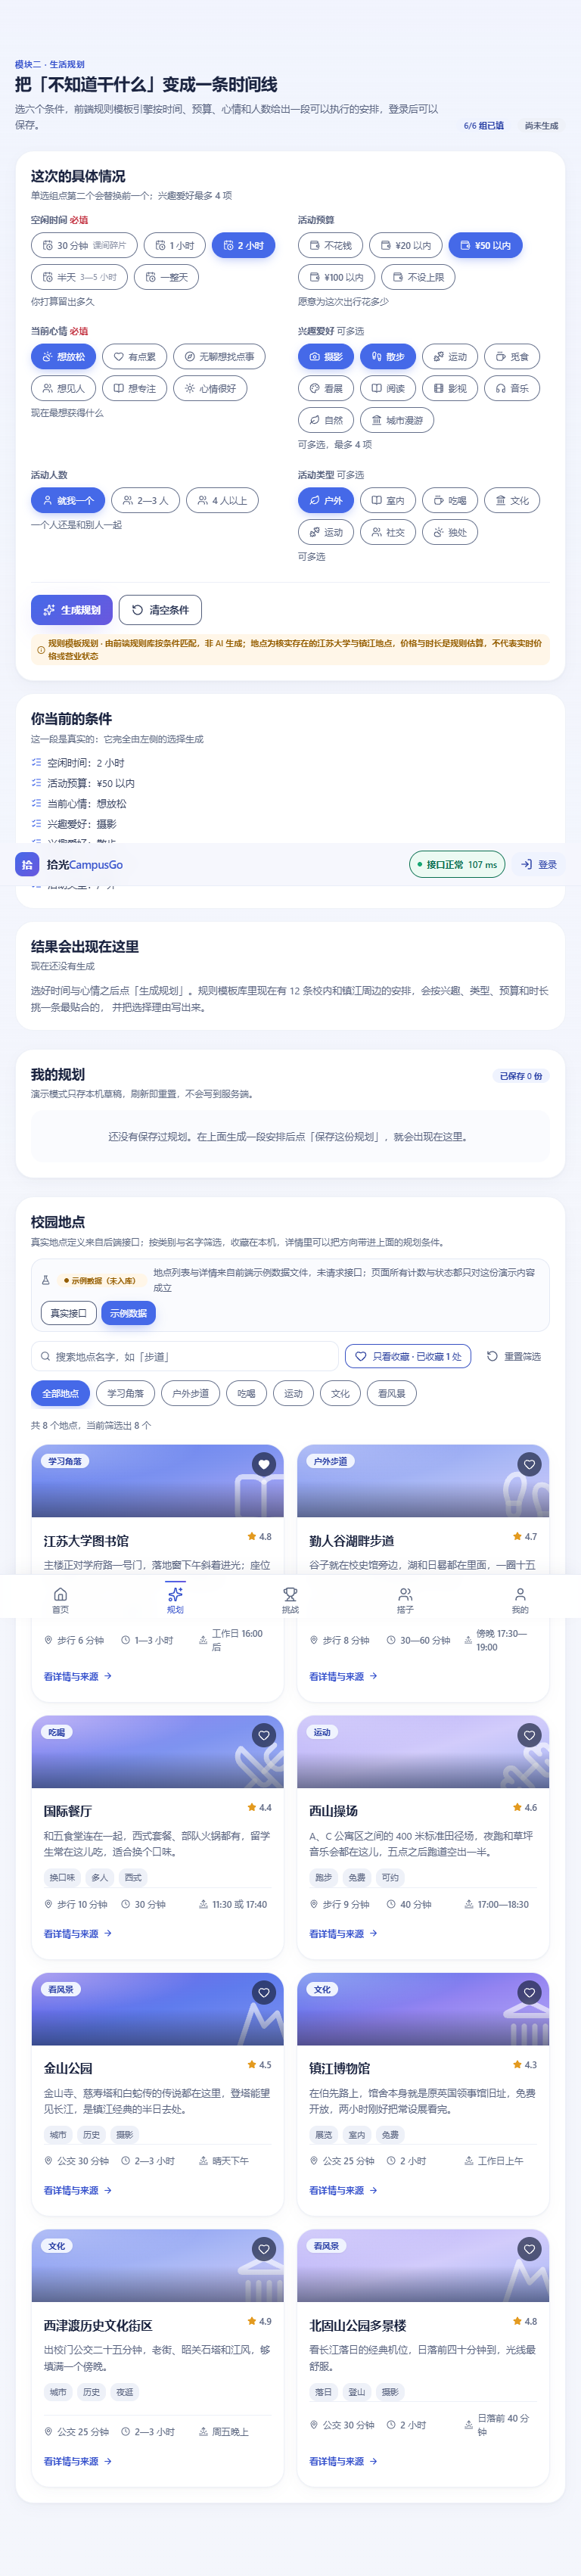 模块二 · 生活规划
把「不知道干什么」变成一条时间线
选六个条件，前端规则模板引擎按时间、预算、心情和人数给出一段可以执行的安排，登录后可以
保存。
6/6 组已填
尚未生成
这次的具体情况
单选组点第二个会替换前一个；兴趣爱好最多 4 项
空闲时间 必填
30 分钟 课间碎片
1 小时
2 小时
半天 3—5 小时
一整天
你打算留出多久
活动预算
不花钱
¥20 以内
¥50 以内
¥100 以内
不设上限
愿意为这次出行花多少
当前心情 必填
想放松
有点累
无聊想找点事
想见人
想专注
心情很好
现在最想获得什么
兴趣爱好 可多选
摄影
散步
运动
觅食
看展
阅读
影视
音乐
自然
城市漫游
可多选，最多 4 项
活动人数
就我一个
2—3 人
4 人以上
一个人还是和别人一起
活动类型 可多选
户外
室内
吃喝
文化
运动
社交
独处
可多选
生成规划
清空条件
规则模板规划 · 由前端规则库按条件匹配，非 AI 生成；地点为核实存在的江苏大学与镇江地点，价格与时长是规则估算，不代表实时价
格或营业状态
你当前的条件
这一段是真实的：它完全由左侧的选择生成
空闲时间：2 小时
活动预算：¥50 以内
当前心情：想放松
兴趣爱好：摄影
拾
拾光CampusGo
接口正常 107 ms
登录
结果会出现在这里
现在还没有生成
选好时间与心情之后点「生成规划」。规则模板库里现在有 12 条校内和镇江周边的安排，会按兴趣、类型、预算和时长
挑一条最贴合的，并把选择理由写出来。
我的规划
已保存 0 份
演示模式只存本机草稿，刷新即重置，不会写到服务端。
还没有保存过规划。在上面生成一段安排后点「保存这份规划」，就会出现在这里。
校园地点
真实地点定义来自后端接口；按类别与名字筛选，收藏在本机，详情里可以把方向带进上面的规划条件。
示例数据（未入库）
地点列表与详情来自前端示例数据文件，未请求接口；页面所有计数与状态都只对这份演示内容
成立
真实接口
示例数据
搜索地点名字，如「步道」
只看收藏 · 已收藏 1 处
重置筛选
全部地点
学习角落
户外步道
吃喝
运动
文化
看风景
共 8 个地点，当前筛选出 8 个
学习角落
江苏大学图书馆
4.8
主楼正对学府路一号门，落地窗下午斜着进光；座位
户外步道
勤人谷湖畔步道
4.7
谷子就在校史馆旁边，湖和日晷都在里面，一圈十五
首页
规划
挑战
搭子
我的
步行 6 分钟
1—3 小时
工作日 16:00
后
看详情与来源
步行 8 分钟
30—60 分钟
傍晚 17:30—
19:00
看详情与来源
吃喝
国际餐厅
4.4
和五食堂连在一起，西式套餐、部队火锅都有，留学
生常在这儿吃，适合换个口味。
换口味
多人
西式
步行 10 分钟
30 分钟
11:30 或 17:40
看详情与来源
运动
西山操场
4.6
A、C 公寓区之间的 400 米标准田径场，夜跑和草坪
音乐会都在这儿，五点之后跑道空出一半。
跑步
免费
可约
步行 9 分钟
40 分钟
17:00—18:30
看详情与来源
看风景
金山公园
4.5
金山寺、慈寿塔和白蛇传的传说都在这里，登塔能望
见长江，是镇江经典的半日去处。
城市
历史
摄影
公交 30 分钟
2—3 小时
晴天下午
看详情与来源
文化
镇江博物馆
4.3
在伯先路上，馆舍本身就是原英国领事馆旧址，免费
开放，两小时刚好把常设展看完。
展览
室内
免费
公交 25 分钟
2 小时
工作日上午
看详情与来源
文化
西津渡历史文化街区
4.9
出校门公交二十五分钟，老街、昭关石塔和江风，够
填满一个傍晚。
城市
历史
夜逛
公交 25 分钟
2—3 小时
周五晚上
看详情与来源
看风景
北固山公园多景楼
4.8
看长江落日的经典机位，日落前四十分钟到，光线最
舒服。
落日
登山
摄影
公交 30 分钟
2 小时
日落前 40 分
钟
看详情与来源